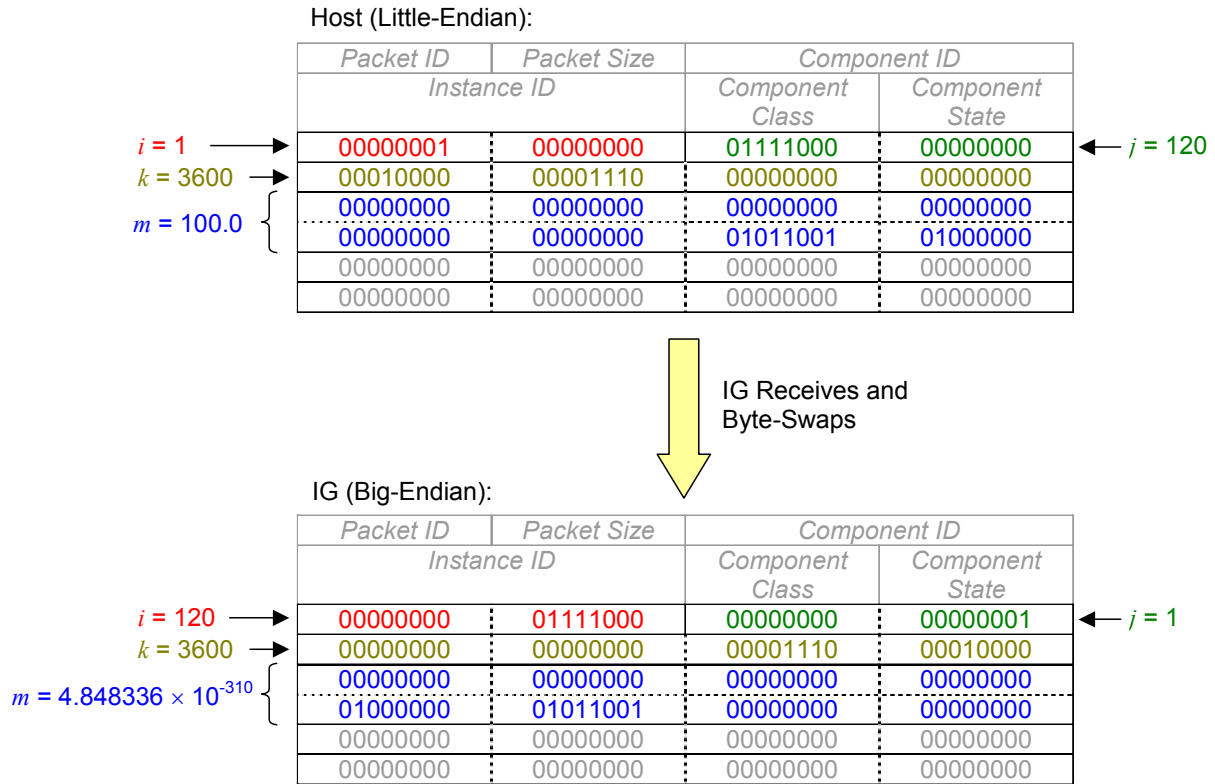 Host (Little-Endian):
Packet ID Packet Size Component ID
Instance ID Component Class Component State
i = 1 00000001 00000000 01111000 00000000 j = 120
k = 3600 00010000 00001110 00000000 00000000
m = 100.0 00000000 00000000 00000000 00000000
00000000 00000000 01011001 01000000
00000000 00000000 00000000 00000000
00000000 00000000 00000000 00000000
IG Receives and
Byte-Swaps
IG (Big-Endian):
Packet ID Packet Size Component ID
Instance ID Component Class Component State
i = 120 00000000 01111000 00000000 00000001 j = 1
k = 3600 00000000 00000000 00001110 00010000
m = 4.848336 × 10⁻³¹⁰ 00000000 00000000 00000000 00000000
01000000 01011001 00000000 00000000
00000000 00000000 00000000 00000000
00000000 00000000 00000000 00000000